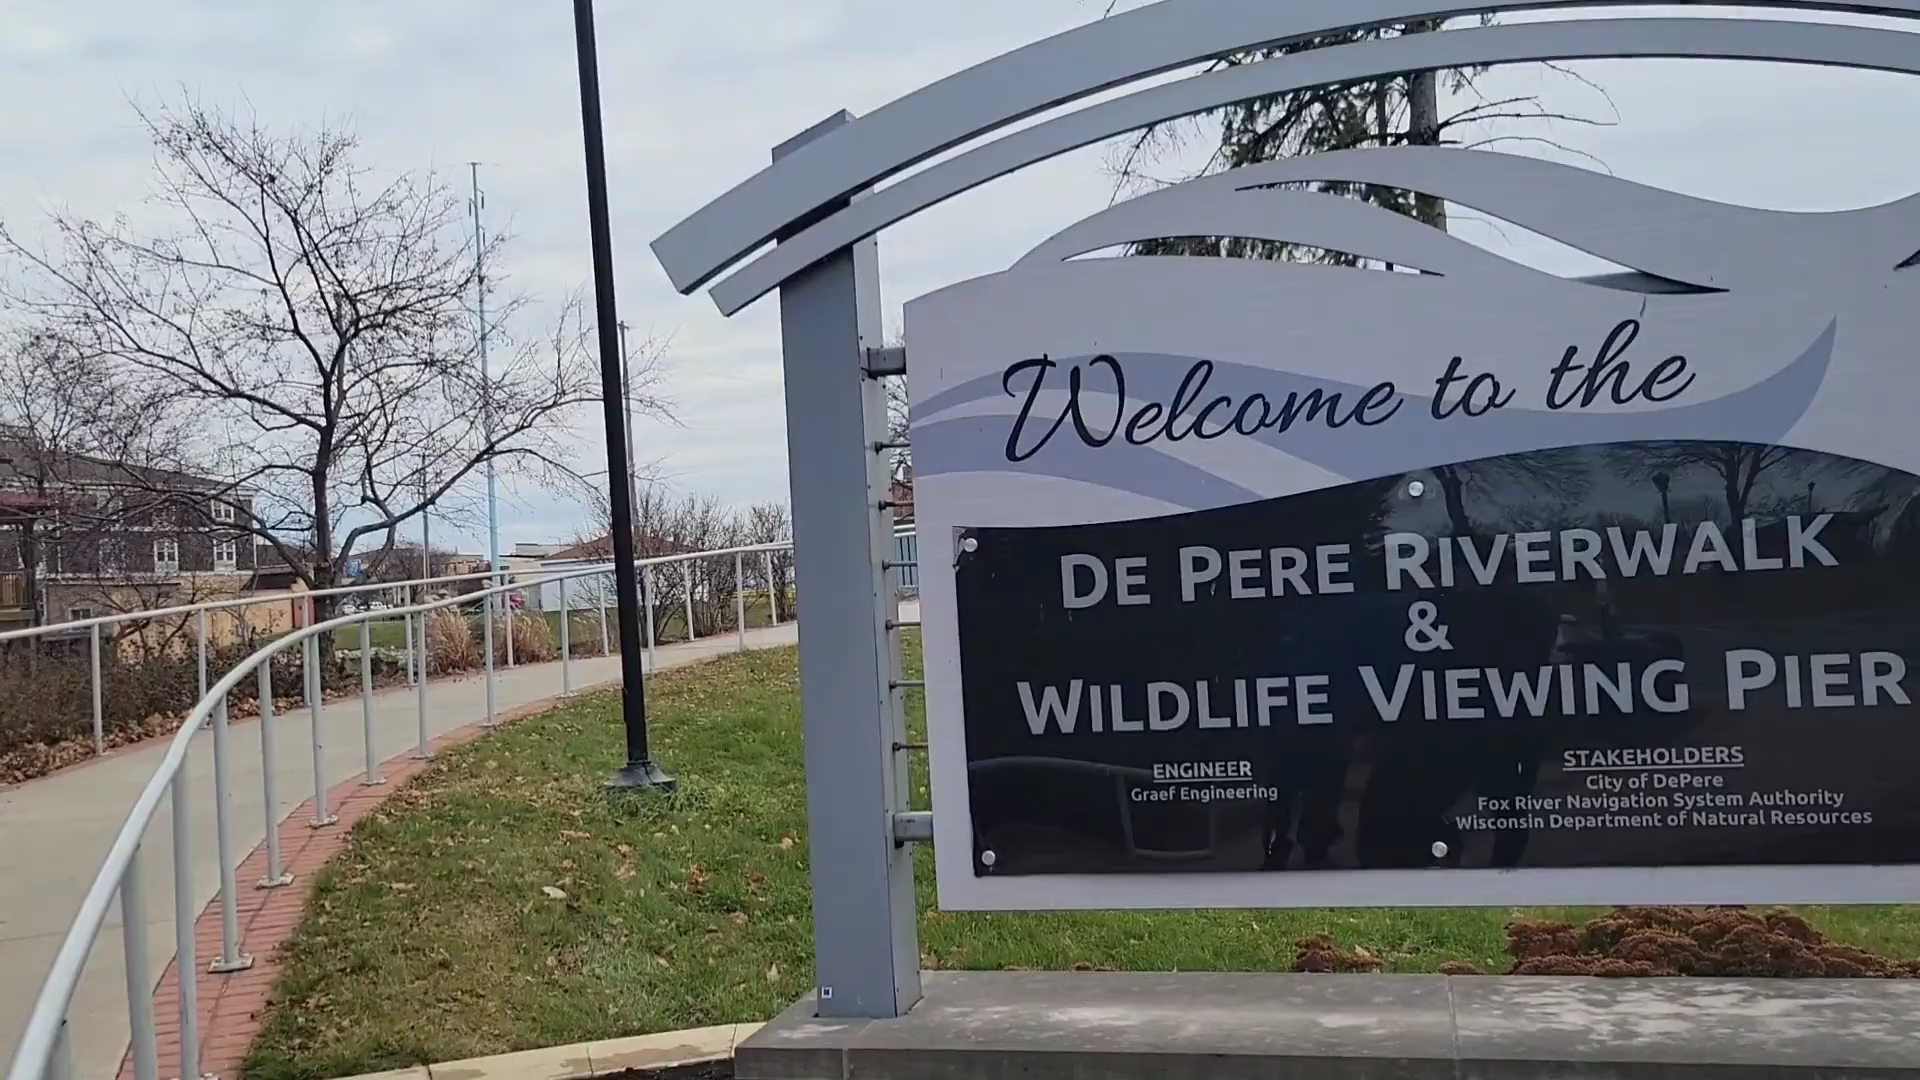 Welcome to the
DE PERE RIVERWALK
&
WILDLIFE VIEWING PIER
ENGINEER
Graef Engineering
STAKEHOLDERS
City of DePere
Fox River Navigation System Authority
Wisconsin Department of Natural Resources